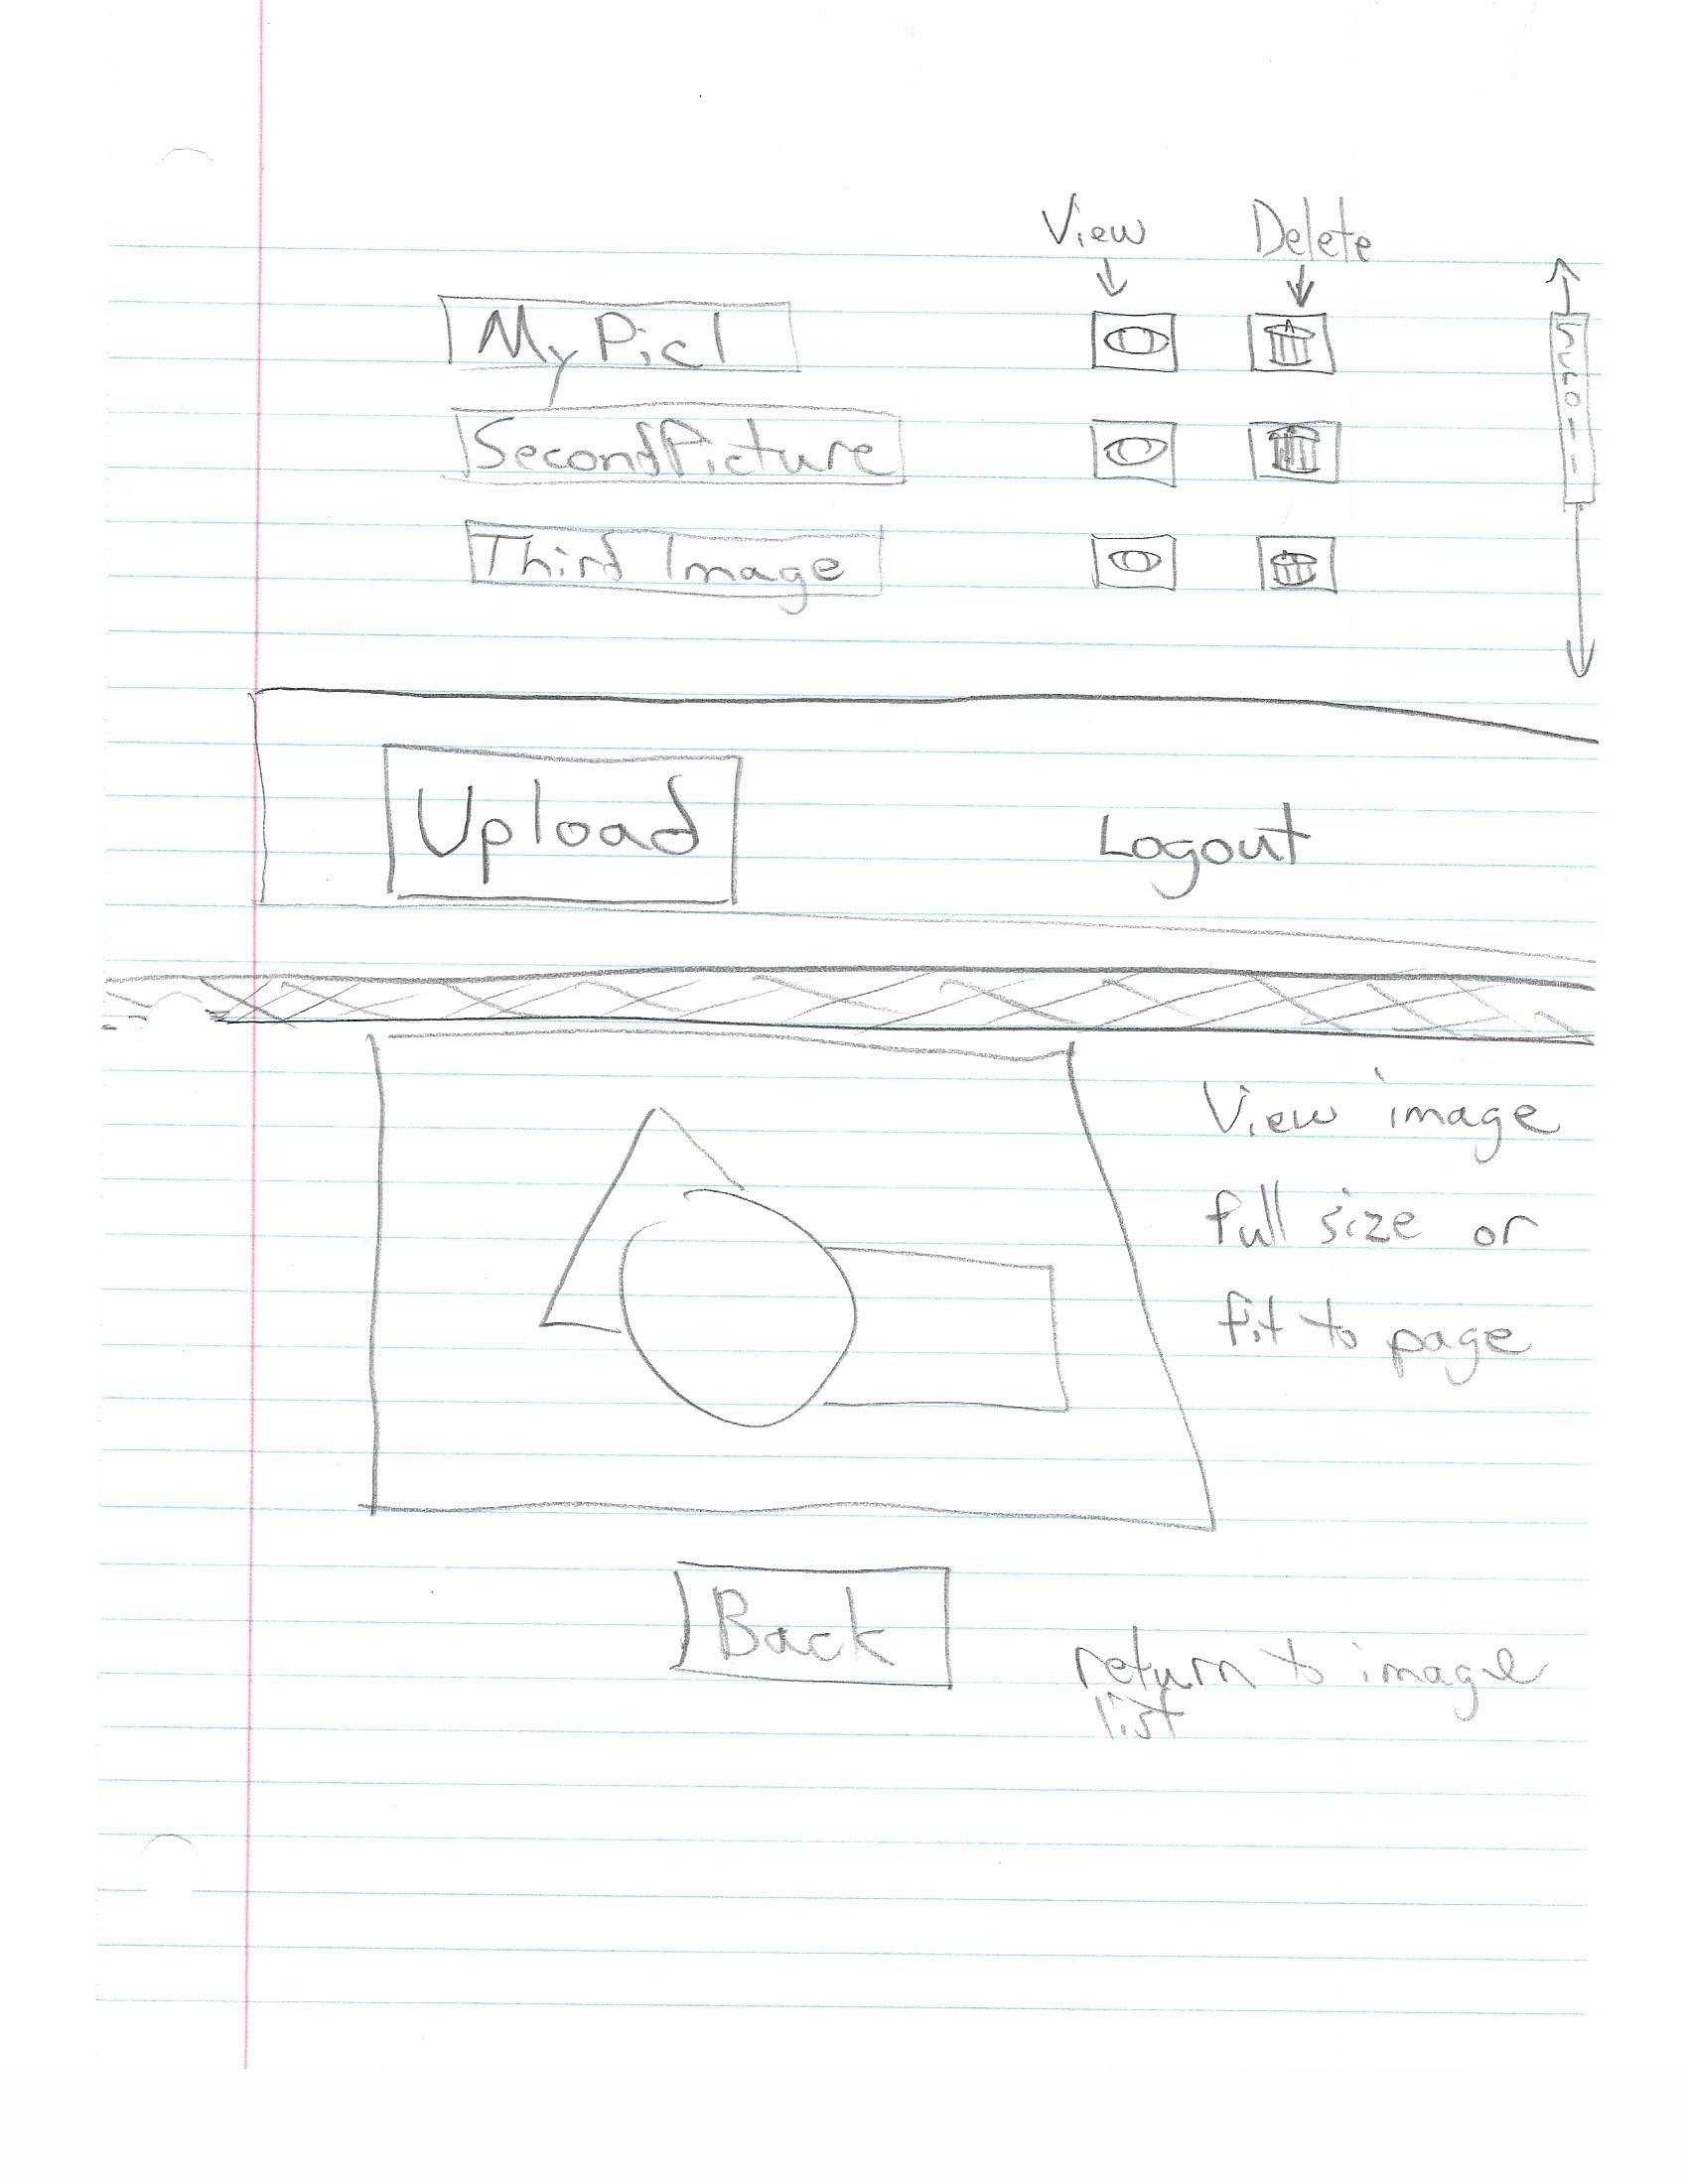 View Delete
MyPic1
Scroll
SecondPicture
Third Image
Upload Logout
View image
full size or
fit to page
Back
return to image
list